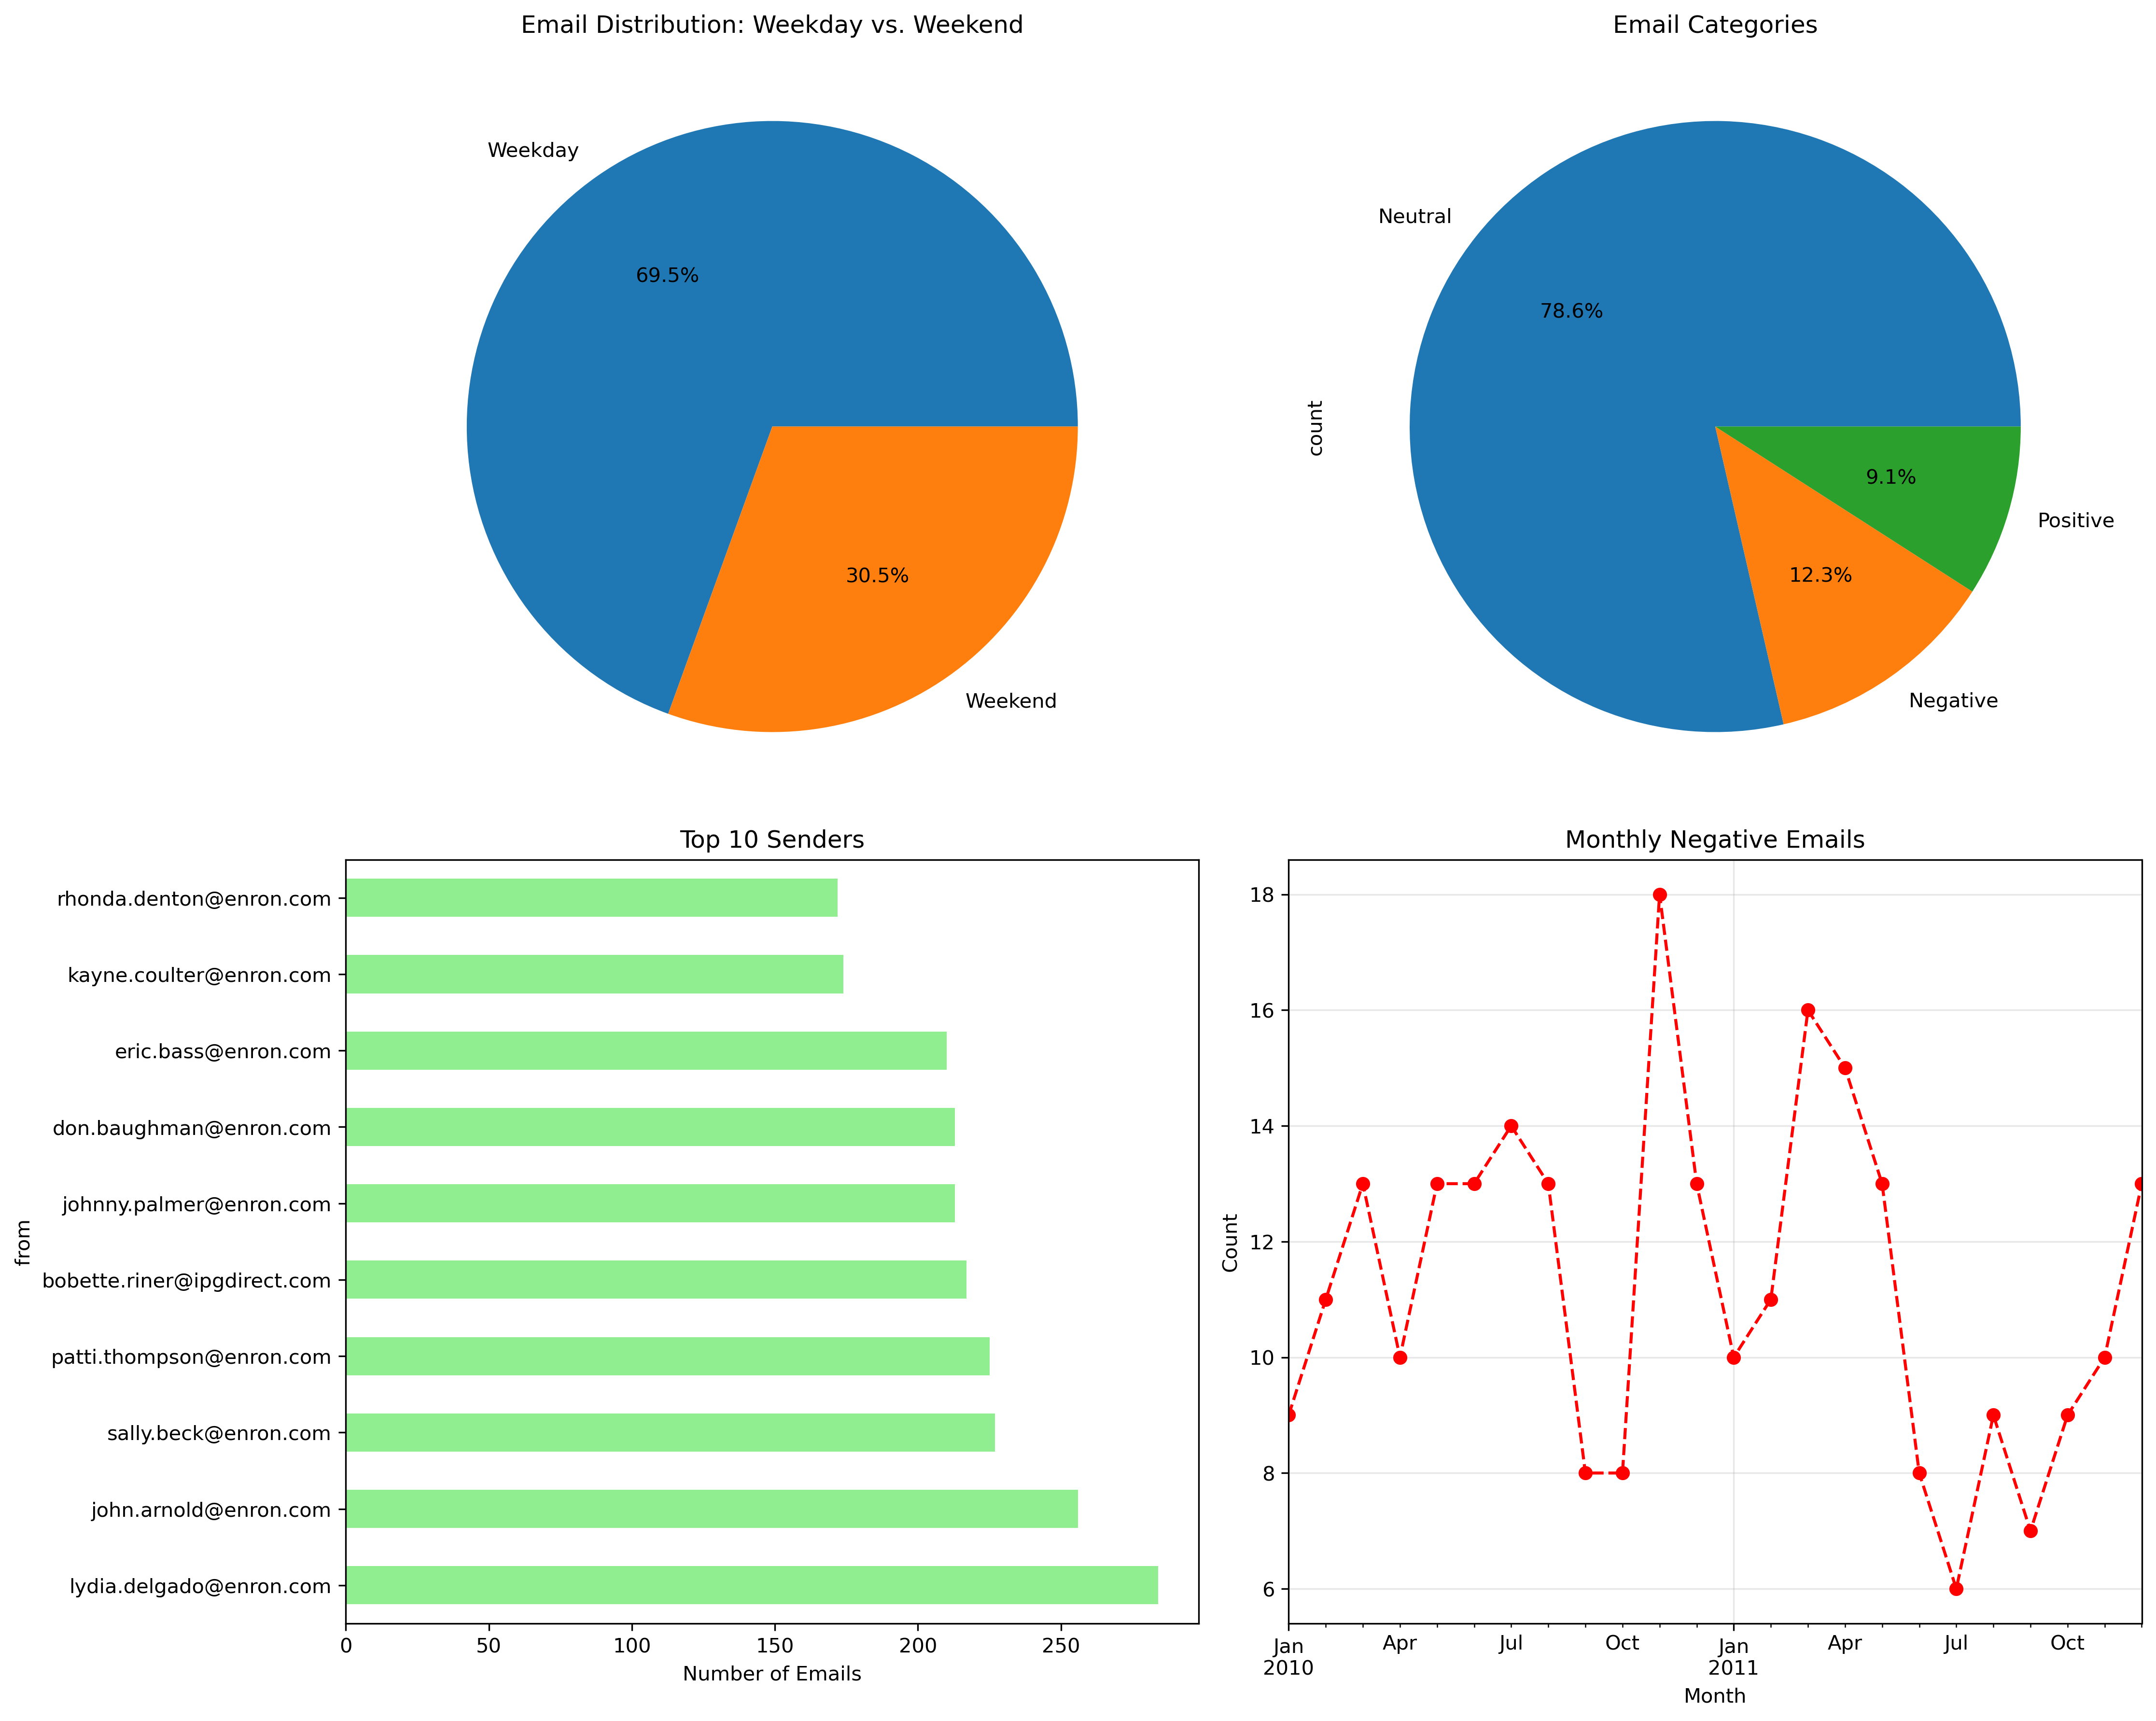 Email Distribution: Weekday vs. Weekend
Weekday
69.5%
30.5%
Weekend
Email Categories
count
Neutral
78.6%
9.1%
Positive
12.3%
Negative
Top 10 Senders
from
rhonda.denton@enron.com
kayne.coulter@enron.com
eric.bass@enron.com
don.baughman@enron.com
johnny.palmer@enron.com
bobette.riner@ipgdirect.com
patti.thompson@enron.com
sally.beck@enron.com
john.arnold@enron.com
lydia.delgado@enron.com
0 50 100 150 200 250
Number of Emails
Monthly Negative Emails
Count
18
16
14
12
10
8
6
Jan Apr Jul Oct Jan Apr Jul Oct
2010 2011
Month